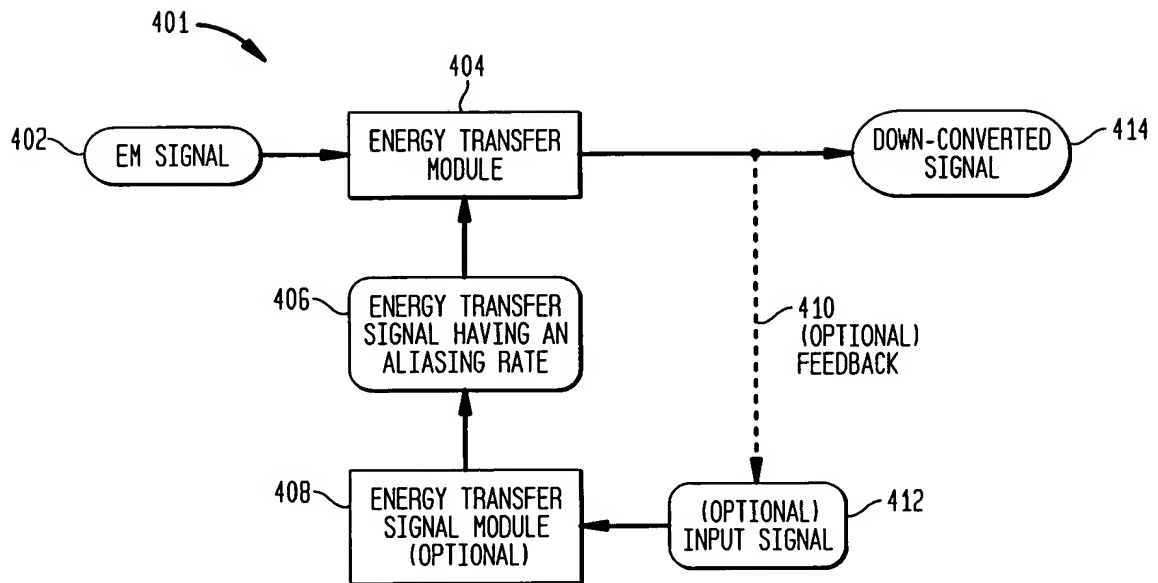 401
404
402
EM SIGNAL
ENERGY TRANSFER
MODULE
DOWN-CONVERTED
SIGNAL
414
406
ENERGY TRANSFER
SIGNAL HAVING AN
ALIASING RATE
410
(OPTIONAL)
FEEDBACK
408
ENERGY TRANSFER
SIGNAL MODULE
(OPTIONAL)
(OPTIONAL)
INPUT SIGNAL
412